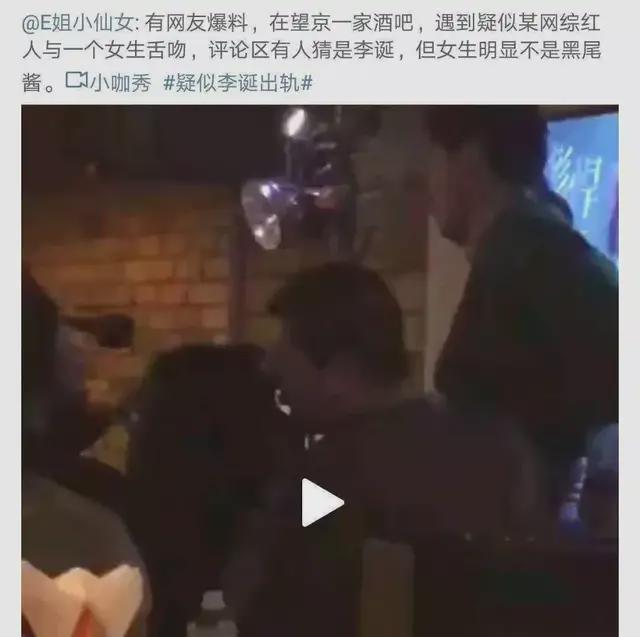 @E姐小仙女: 有网友爆料，在望京一家酒吧，遇到疑似某网综红
人与一个女生舌吻，评论区有人猜是李诞，但女生明显不是黑尾
酱。小咖秀 #疑似李诞出轨#